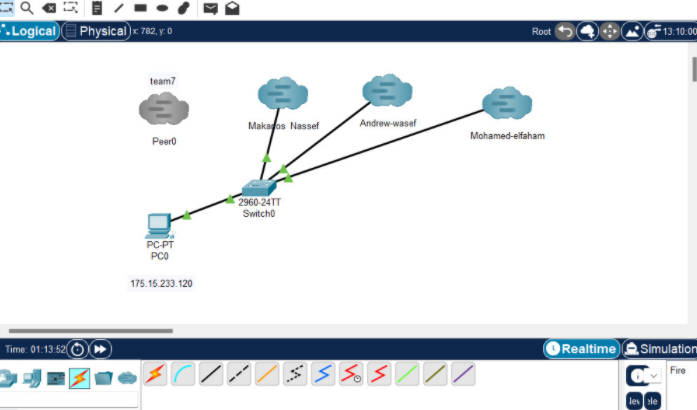 Logical
Physical
x: 782, y: 0
Root
13:10:00
team7
Peer0
Makarios Nassef
Andrew-wasef
Mohamed-elfaham
2960-24TT
Switch0
PC-PT
PC0
175.15.233.120
Time: 01:13:52
Realtime
Simulation
Fire